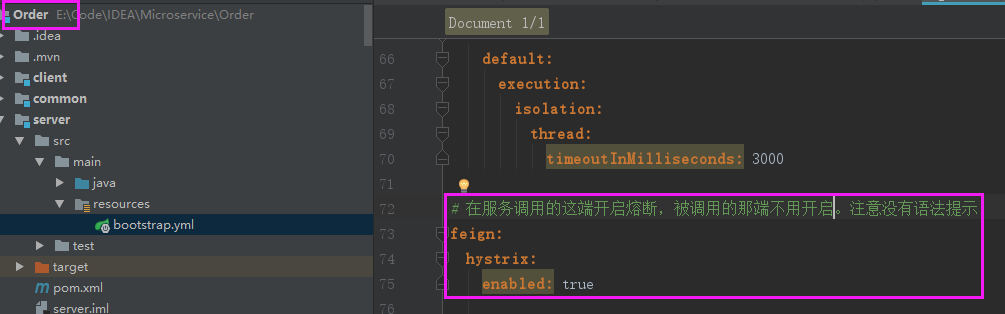 Order E:\Code\IDEA\Microservice\Order
.idea
.mvn
client
common
server
src
main
java
resources
bootstrap.yml
test
target
pom.xml
server.iml
Document 1/1
66 default:
67 execution:
68 isolation:
69 thread:
70 timeoutInMilliseconds: 3000
71
72 # 在服务调用的这端开启熔断，被调用的那端不用开启。注意没有语法提示
73 feign:
74 hystrix:
75 enabled: true
76